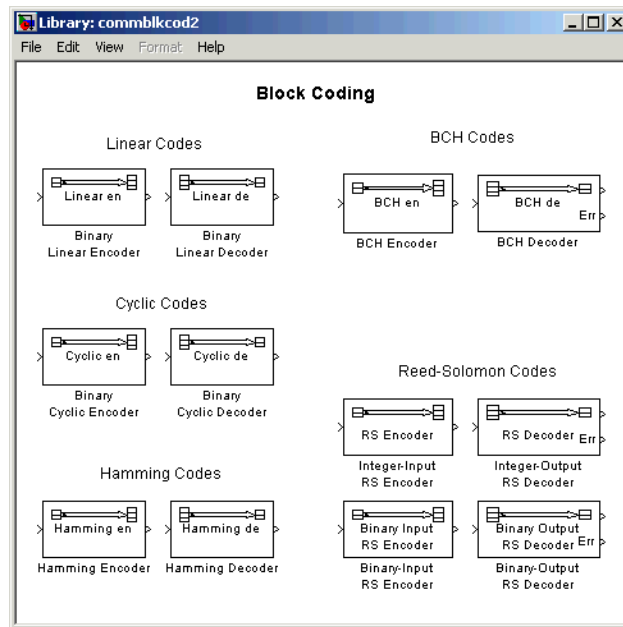 Library: commblkcod2
File Edit View Format Help
Block Coding
Linear Codes
Linear en
Binary
Linear Encoder
Linear de
Binary
Linear Decoder
BCH Codes
BCH en
BCH Encoder
BCH de
Err
BCH Decoder
Cyclic Codes
Cyclic en
Binary
Cyclic Encoder
Cyclic de
Binary
Cyclic Decoder
Reed-Solomon Codes
RS Encoder
Integer-Input
RS Encoder
RS Decoder
Err
Integer-Output
RS Decoder
Hamming Codes
Hamming en
Hamming Encoder
Hamming de
Hamming Decoder
Binary Input
RS Encoder
Binary-Input
RS Encoder
Binary Output
RS Decoder
Err
Binary-Output
RS Decoder